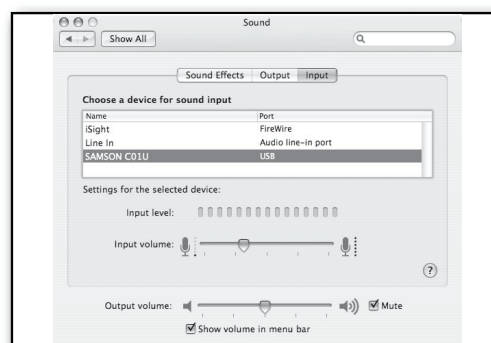 Sound
Show All
Sound Effects Output Input
Choose a device for sound input
Name Port
iSight FireWire
Line In Audio line-in port
SAMSON C01U USB
Settings for the selected device:
Input level:
Input volume:
?
Output volume: Mute
Show volume in menu bar